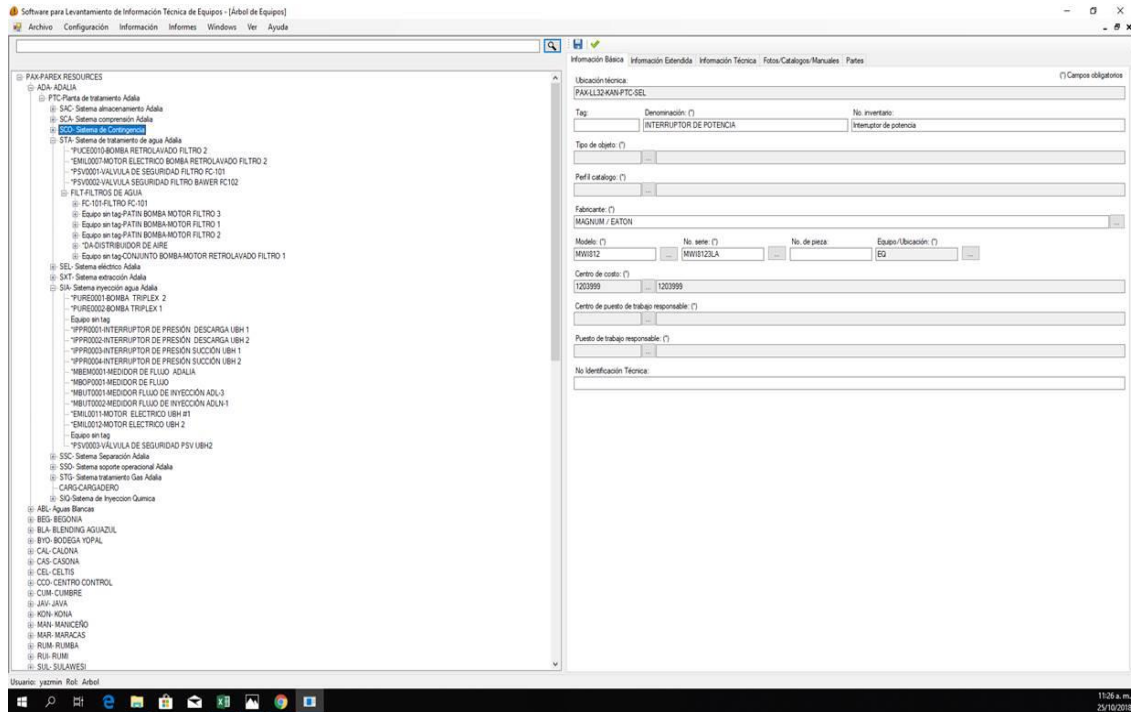 Software para Levantamiento de Información Técnica de Equipos - [Árbol de Equipos]
Archivo Configuración Información Informes Windows Ver Ayuda
PAX-PAREX RESOURCES
ADA- ADALIA
PTC-Planta de tratamiento Adalia
SAC- Sistema almacenamiento Adalia
SCA- Sistema comprensión Adalia
SCO- Sistema de Contingencia
STA- Sistema de tratamiento de agua Adalia
*PUCE0010-BOMBA RETROLAVADO FILTRO 2
*EMIL0007-MOTOR ELECTRICO BOMBA RETROLAVADO FILTRO 2
*PSV0001-VALVULA DE SEGURIDAD FILTRO FC-101
*PSV0002-VALVULA SEGURIDAD FILTRO BAWER FC102
FILT-FILTROS DE AGUA
FC-101-FILTRO FC-101
Equipo sin tag-PATIN BOMBA-MOTOR FILTRO 3
Equipo sin tag-PATIN BOMBA-MOTOR FILTRO 1
Equipo sin tag-PATIN BOMBA-MOTOR FILTRO 2
*DA-DISTRIBUIDOR DE AIRE
Equipo sin tag-CONJUNTO BOMBA-MOTOR RETROLAVADO FILTRO 1
SEL- Sistema eléctrico Adalia
SXT- Sistema extracción Adalia
SIA- Sistema inyección agua Adalia
*PURE0001-BOMBA TRIPLEX 2
*PURE0002-BOMBA TRIPLEX 1
Equipo sin tag
*IPPR0001-INTERRUPTOR DE PRESIÓN DESCARGA UBH 1
*IPPR0002-INTERRUPTOR DE PRESIÓN DESCARGA UBH 2
*IPPR0003-INTERRUPTOR DE PRESIÓN SUCCIÓN UBH 1
*IPPR0004-INTERRUPTOR DE PRESIÓN SUCCIÓN UBH 2
*MBEM0001-MEDIDOR DE FLUJO ADALIA
*MBOP0001-MEDIDOR DE FLUJO
*MBUT0001-MEDIDOR FLUJO DE INYECCIÓN ADL-3
*MBUT0002-MEDIDOR FLUJO DE INYECCIÓN ADLN-1
*EMIL0011-MOTOR ELECTRICO UBH #1
*EMIL0012-MOTOR ELECTRICO UBH 2
Equipo sin tag
*PSV0003-VÁLVULA DE SEGURIDAD PSV UBH2
SSC- Sistema Separación Adalia
SSO- Sistema soporte operacional Adalia
STG- Sistema tratamiento Gas Adalia
CARG-CARGADERO
SIQ-Sistema de Inyeccion Quimica
ABL- Aguas Blancas
BEG- BEGONIA
BLA- BLENDING AGUAZUL
BYO- BODEGA YOPAL
CAL- CALONA
CAS- CASONA
CEL- CELTIS
CCO- CENTRO CONTROL
CUM- CUMBRE
JAV- JAVA
KON- KONA
MAN- MANICEÑO
MAR- MARACAS
RUM- RUMBA
RUI- RUMI
SUL- SULAWESI
Información Básica Información Extendida Información Técnica Fotos/Catalogos/Manuales Partes
(*) Campos obligatorios
Ubicación técnica:
PAX-LL32-KAN-PTC-SEL
Tag: Denominación: (*) No. inventario:
INTERRUPTOR DE POTENCIA Interruptor de potencia
Tipo de objeto: (*)
...
Perfil catalogo: (*)
...
Fabricante: (*)
MAGNUM / EATON ...
Modelo: (*) No. serie: (*) No. de pieza: Equipo/Ubicación: (*)
MWI812 ... MWI8123LA ... EQ ...
Centro de costo: (*)
1203999 ... 1203999
Centro de puesto de trabajo responsable: (*)
...
Puesto de trabajo responsable: (*)
...
No Identificación Técnica:
Usuario: yazmin Rol: Arbol
11:26 a. m.
25/10/2018